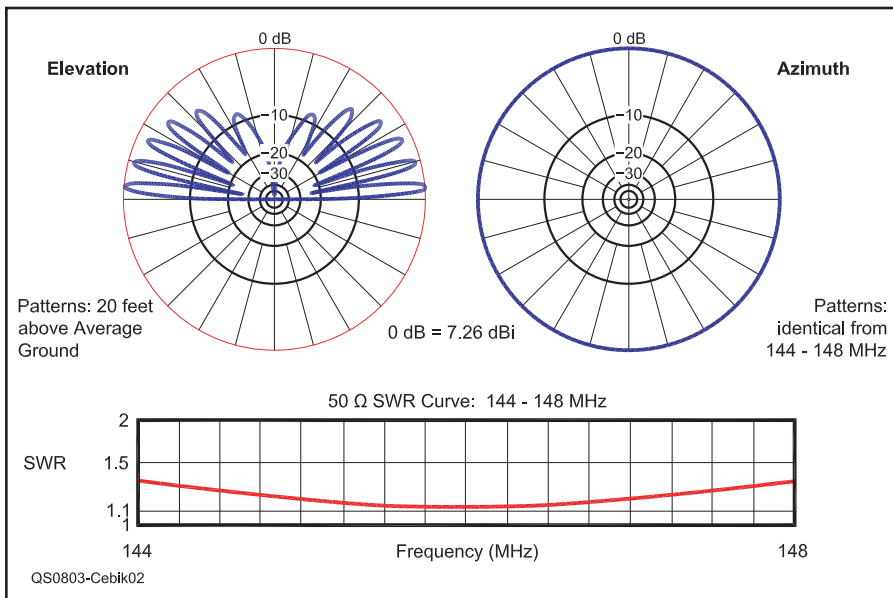 0 dB
0 dB
Elevation
Azimuth
−10
−20
−30
−10
−20
−30
Patterns: 20 feet
above Average
Ground
0 dB = 7.26 dBi
Patterns:
identical from
144 - 148 MHz
50 Ω SWR Curve: 144 - 148 MHz
2
SWR
1.5
1.1
1
144
Frequency (MHz)
148
QS0803-Cebik02